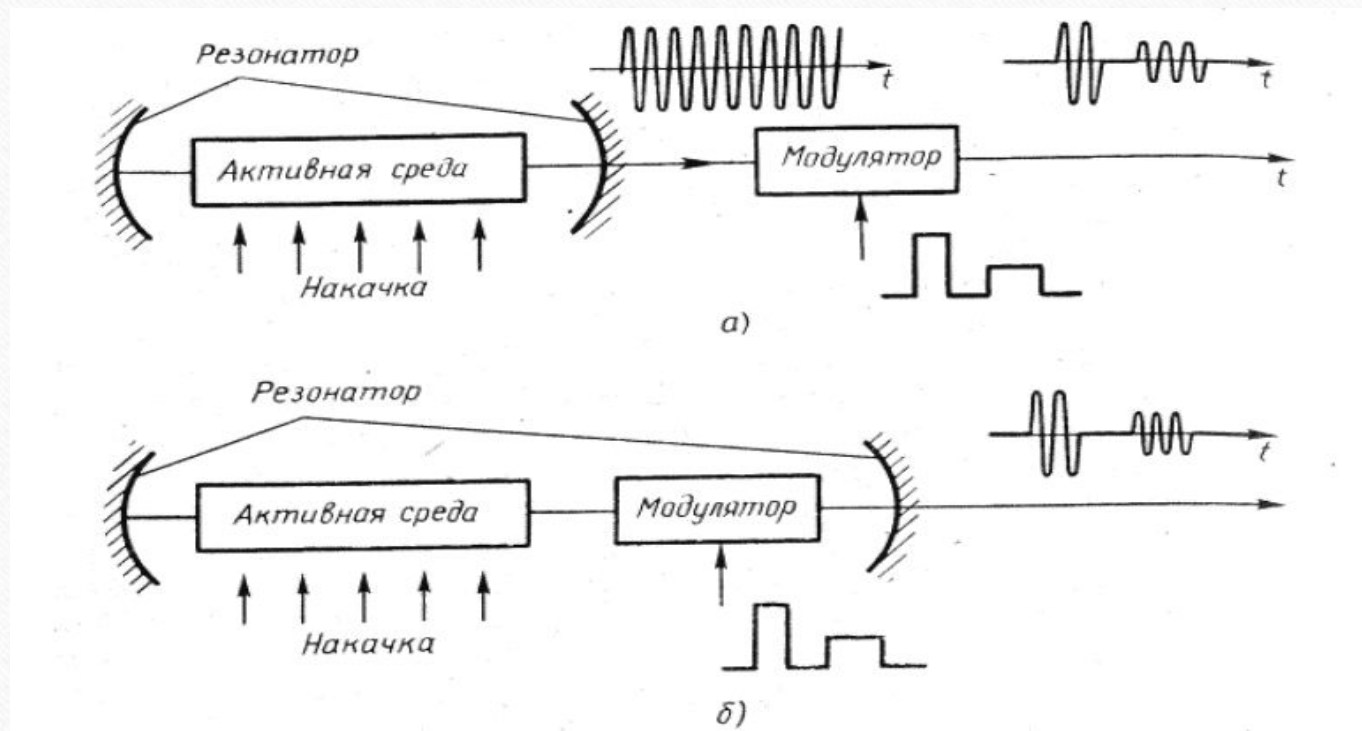 Резонатор
t
t
Активная среда
Модулятор
t
Накачка
а)
Резонатор
t
Активная среда
Модулятор
Накачка
б)